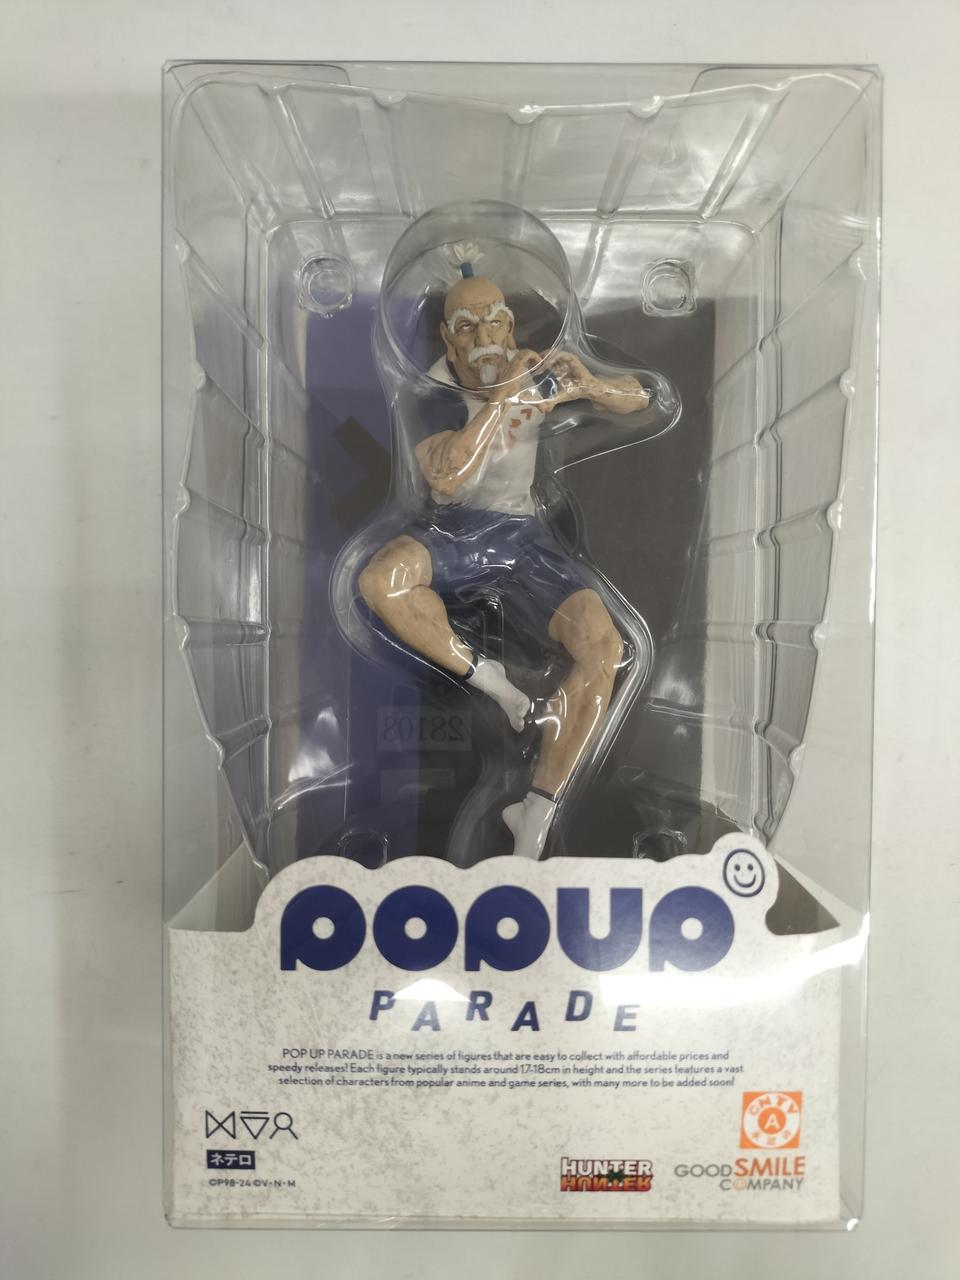 28108
POPUP
PARADE
POP UP PARADE is a new series of figures that are easy to collect with affordable prices and
speedy releases! Each figure typically stands around 17-18cm in height and the series features a vast
selection of characters from popular anime and game series, with many more to be added soon!
CNTV
A
ネテロ
©P98-24 ©V・N・M
HUNTER
HUNTER
GOOD SMILE
COMPANY